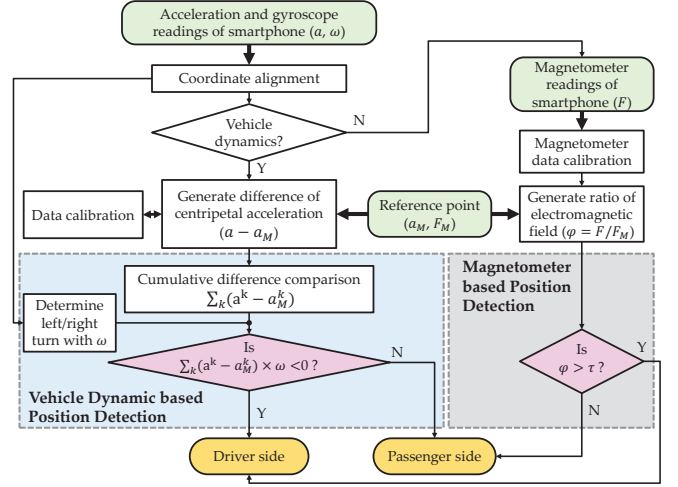 Acceleration and gyroscope
readings of smartphone (a, ω)
Coordinate alignment
Vehicle
dynamics?
N
Y
Magnetometer
readings of
smartphone (F)
Magnetometer
data calibration
Data calibration
Generate difference of
centripetal acceleration
(a − a_M)
Reference point
(a_M, F_M)
Generate ratio of
electromagnetic
field (φ = F/F_M)
Cumulative difference comparison
∑_k(a^k − a_M^k)
Determine
left/right
turn with ω
Magnetometer
based Position
Detection
Is
∑_k(a^k − a_M^k) × ω <0 ?
N
Y
Is
φ > τ ?
Y
N
Vehicle Dynamic based
Position Detection
Driver side
Passenger side